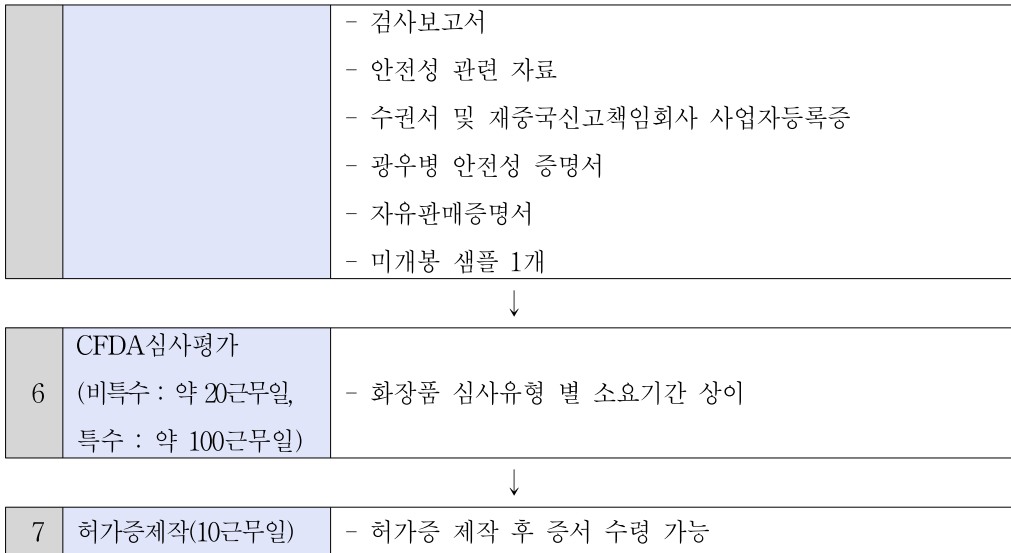 - 검사보고서
- 안전성 관련 자료
- 수권서 및 재중국신고책임회사 사업자등록증
- 광우병 안전성 증명서
- 자유판매증명서
- 미개봉 샘플 1개
↓
6
CFDA심사평가
(비특수 : 약 20근무일,
특수 : 약 100근무일)
- 화장품 심사유형 별 소요기간 상이
↓
7 허가증제작(10근무일) - 허가증 제작 후 증서 수령 가능